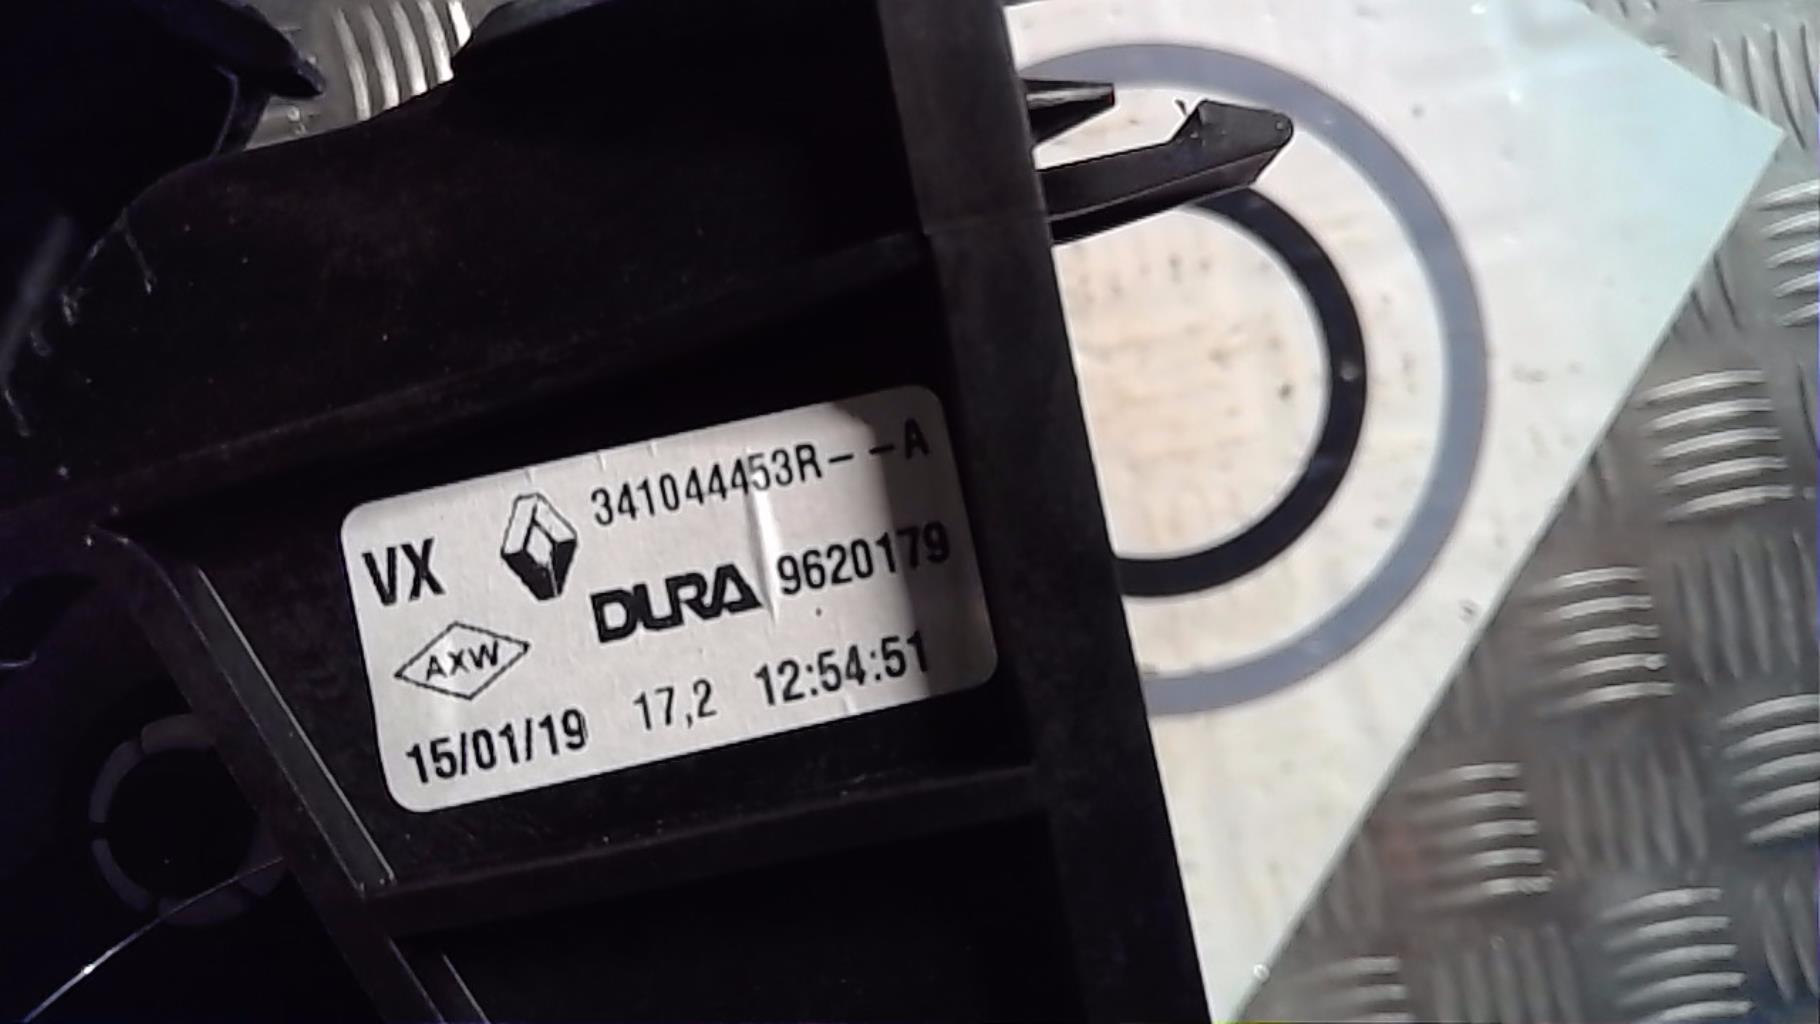 341044453R--A
VX
DURA 9620179
AXW
15/01/19 17,2 12:54:51